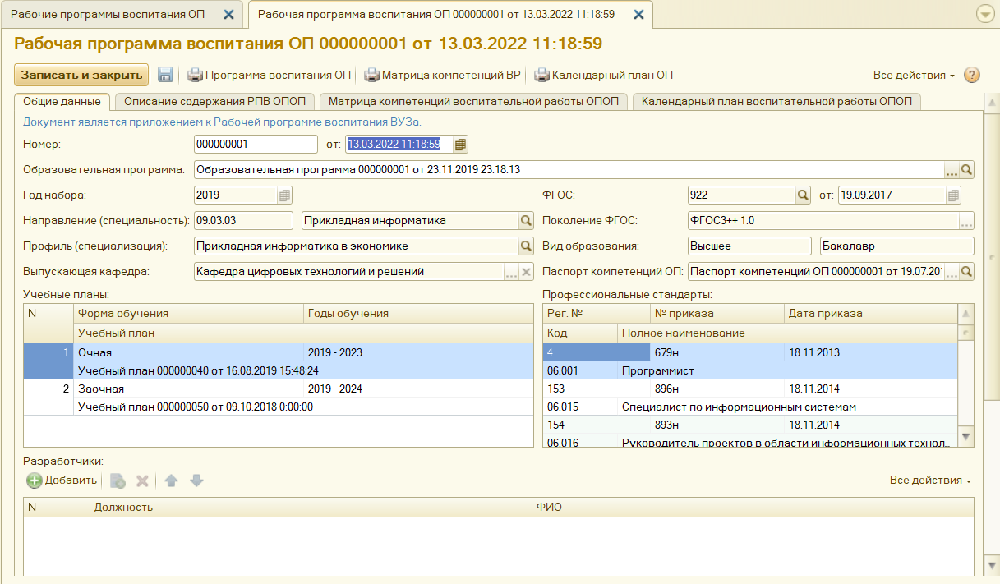 Рабочие программы воспитания ОП
Рабочая программа воспитания ОП 000000001 от 13.03.2022 11:18:59
Рабочая программа воспитания ОП 000000001 от 13.03.2022 11:18:59
Записать и закрыть Программа воспитания ОП Матрица компетенций ВР Календарный план ОП Все действия
Общие данные Описание содержания РПВ ОПОП Матрица компетенций воспитательной работы ОПОП Календарный план воспитательной работы ОПОП
Документ является приложением к Рабочей программе воспитания ВУЗа.
Номер: 000000001 от: 13.03.2022 11:18:59
Образовательная программа: Образовательная программа 000000001 от 23.11.2019 23:18:13 ...
Год набора: 2019 ФГОС: 922 от: 19.09.2017
Направление (специальность): 09.03.03 Прикладная информатика Поколение ФГОС: ФГОС3++ 1.0 ...
Профиль (специализация): Прикладная информатика в экономике Вид образования: Высшее Бакалавр
Выпускающая кафедра: Кафедра цифровых технологий и решений ... Паспорт компетенций ОП: Паспорт компетенций ОП 000000001 от 19.07.20 ...
Учебные планы: Профессиональные стандарты:
N Форма обучения Годы обучения Рег. № № приказа Дата приказа
Учебный план Код Полное наименование
1 Очная 2019 - 2023 4 679н 18.11.2013
Учебный план 000000040 от 16.08.2019 15:48:24 06.001 Программист
2 Заочная 2019 - 2024 153 896н 18.11.2014
Учебный план 000000050 от 09.10.2018 0:00:00 06.015 Специалист по информационным системам
154 893н 18.11.2014
06.016 Руководитель проектов в области информационных технол...
Разработчики:
Добавить Все действия
N Должность ФИО